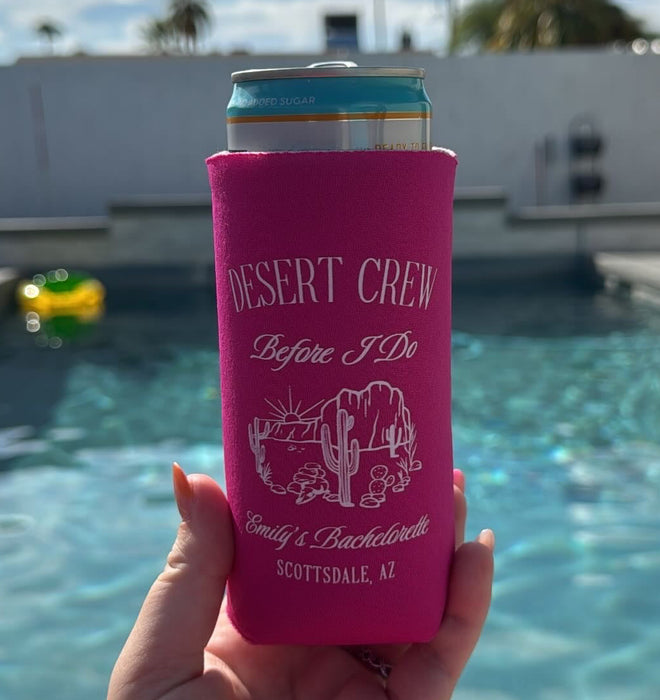 ADDED SUGAR
READY TO
DESERT CREW
Before I Do
Emily's Bachelorette
SCOTTSDALE, AZ